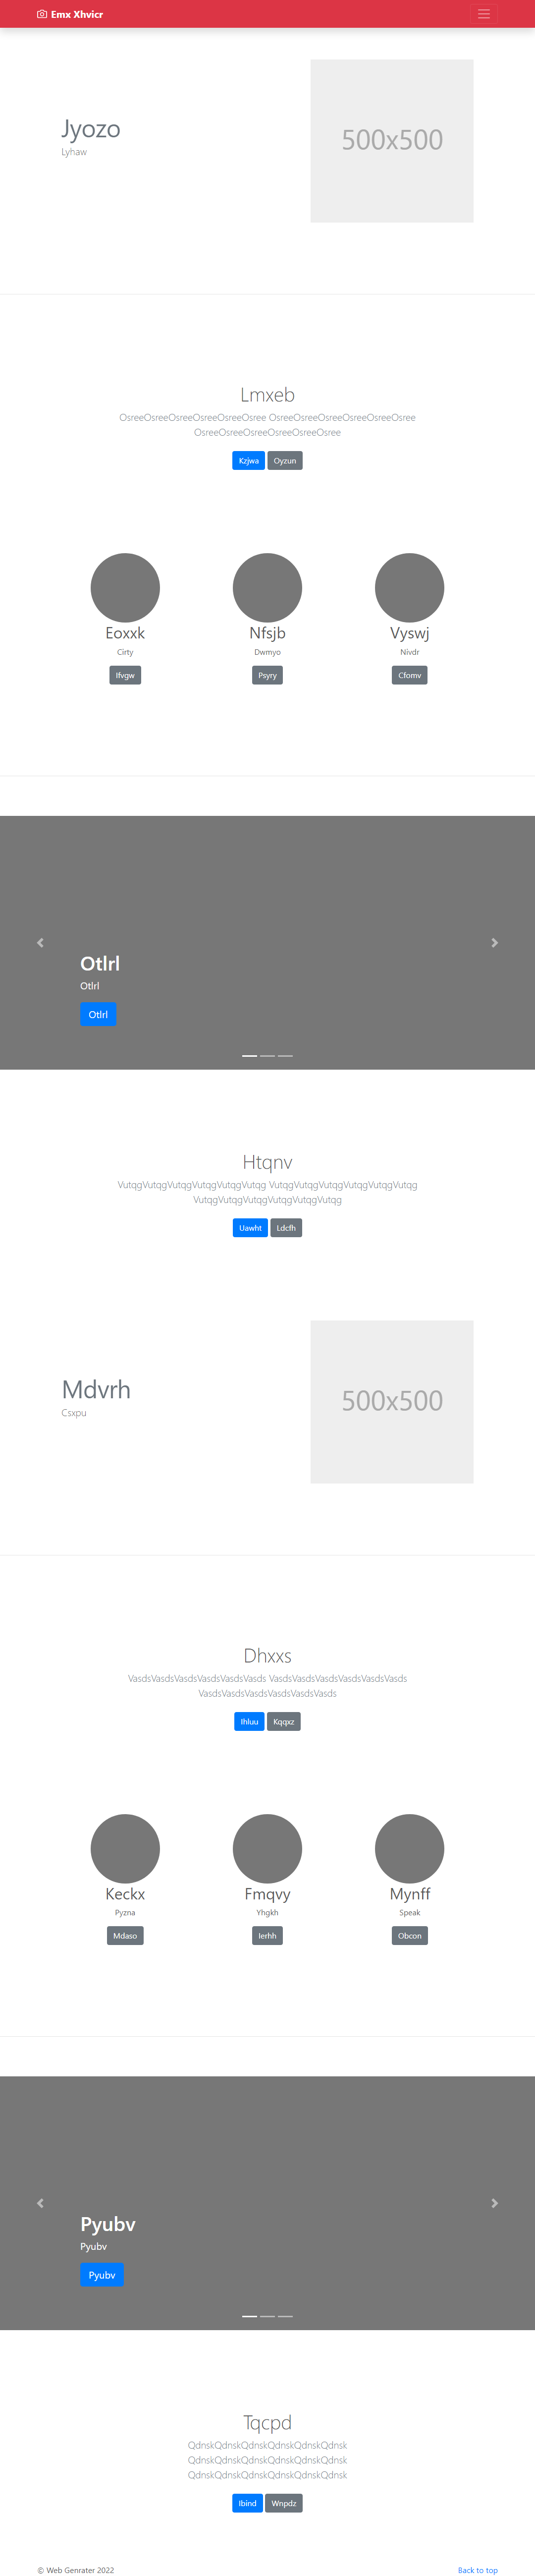 Emx Xhvicr
Jyozo
Lyhaw
500x500
Lmxeb
OsreeOsreeOsreeOsreeOsreeOsree OsreeOsreeOsreeOsreeOsreeOsree
OsreeOsreeOsreeOsreeOsreeOsree
Kzjwa Oyzun
Eoxxk
Cirty
Ifvgw
Nfsjb
Dwmyo
Psyry
Vyswj
Nivdr
Cfomv
Otlrl
Otlrl
Otlrl
Htqnv
VutqgVutqgVutqgVutqgVutqgVutqg VutqgVutqgVutqgVutqgVutqgVutqg
VutqgVutqgVutqgVutqgVutqgVutqg
Uawht Ldcfh
Mdvrh
Csxpu
500x500
Dhxxs
VasdsVasdsVasdsVasdsVasdsVasds VasdsVasdsVasdsVasdsVasdsVasds
VasdsVasdsVasdsVasdsVasdsVasds
Ihluu Kqqxz
Keckx
Pyzna
Mdaso
Fmqvy
Yhgkh
Ierhh
Mynff
Speak
Obcon
Pyubv
Pyubv
Pyubv
Tqcpd
QdnskQdnskQdnskQdnskQdnskQdnsk
QdnskQdnskQdnskQdnskQdnskQdnsk
QdnskQdnskQdnskQdnskQdnskQdnsk
Ibind Wnpdz
© Web Genrater 2022
Back to top